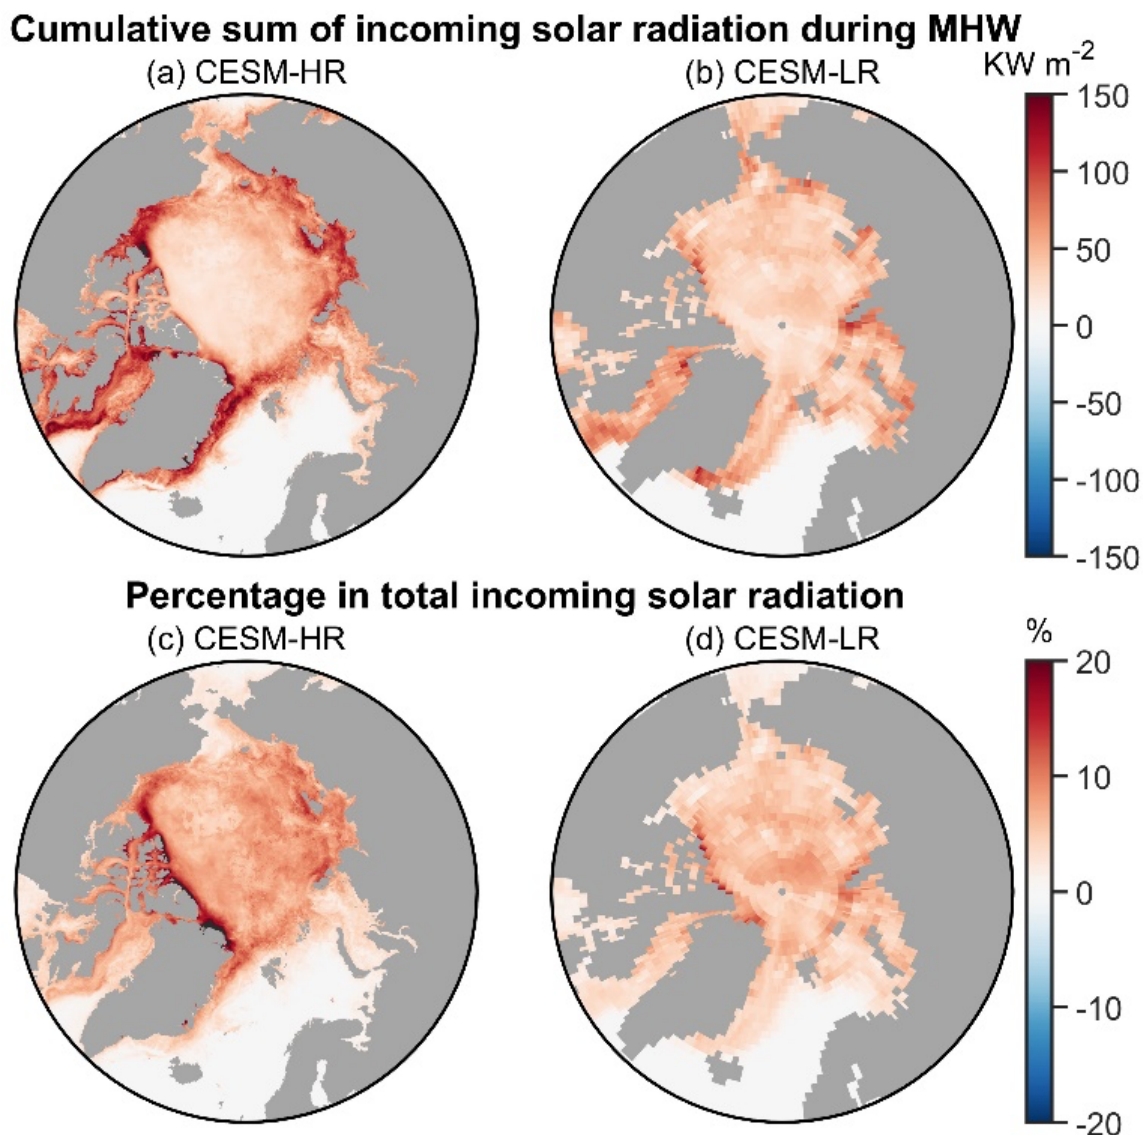 Cumulative sum of incoming solar radiation during MHW
(a) CESM-HR
(b) CESM-LR
KW m-2
150
100
50
0
-50
-100
-150
Percentage in total incoming solar radiation
(c) CESM-HR
(d) CESM-LR
%
20
10
0
-10
-20